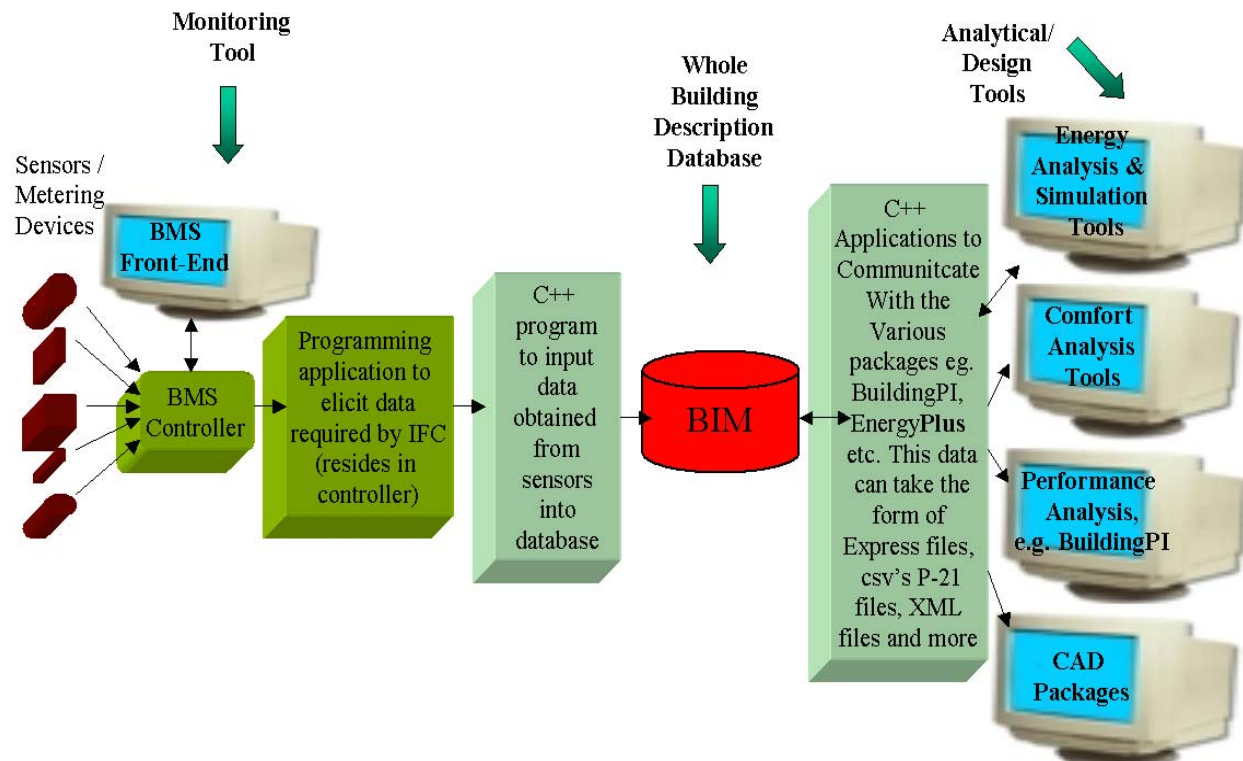 Monitoring
Tool
Whole
Building
Description
Database
Analytical/
Design
Tools
Sensors /
Metering
Devices
BMS
Front-End
BMS
Controller
Programming
application to
elicit data
required by IFC
(resides in
controller)
C++
program
to input
data
obtained
from
sensors
into
database
BIM
C++
Applications to
Communitcate
With the
Various
packages eg.
BuildingPI,
EnergyPlus
etc. This data
can take the
form of
Express files,
csv's P-21
files, XML
files and more
Energy
Analysis &
Simulation
Tools
Comfort
Analysis
Tools
Performance
Analysis,
e.g. BuildingPI
CAD
Packages